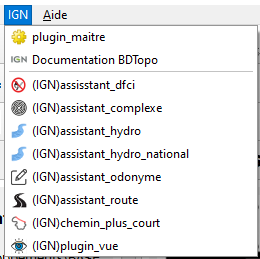 IGN Aide
plugin_maitre
IGN Documentation BDTopo
(IGN)assisstant_dfci
(IGN)assistant_complexe
(IGN)assistant_hydro
(IGN)assistant_hydro_national
(IGN)assistant_odonyme
(IGN)assistant_route
(IGN)chemin_plus_court
(IGN)plugin_vue